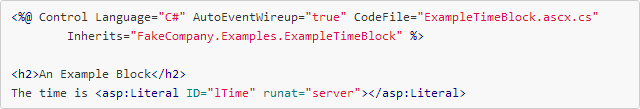 <%@ Control Language="C#" AutoEventWireup="true" CodeFile="ExampleTimeBlock.ascx.cs"
Inherits="FakeCompany.Examples.ExampleTimeBlock" %>
<h2>An Example Block</h2>
The time is <asp:Literal ID="lTime" runat="server"></asp:Literal>